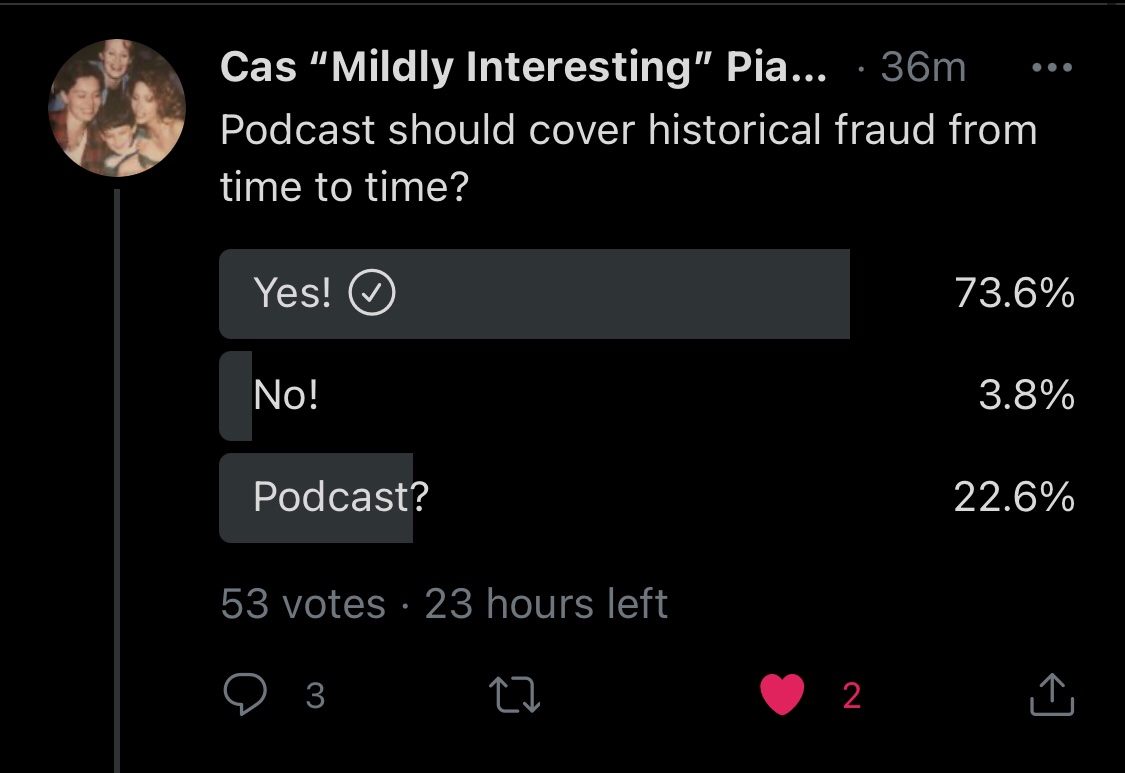 Cas “Mildly Interesting” Pia... · 36m
Podcast should cover historical fraud from
time to time?
Yes! 73.6%
No! 3.8%
Podcast? 22.6%
53 votes · 23 hours left
3 2